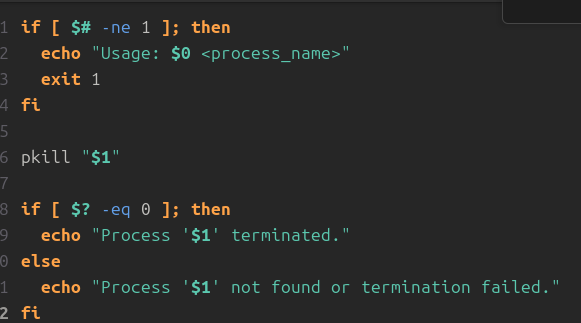 1 if [ $# -ne 1 ]; then
2   echo "Usage: $0 <process_name>"
3   exit 1
4 fi
5
6 pkill "$1"
7
8 if [ $? -eq 0 ]; then
9   echo "Process '$1' terminated."
0 else
1   echo "Process '$1' not found or termination failed."
2 fi